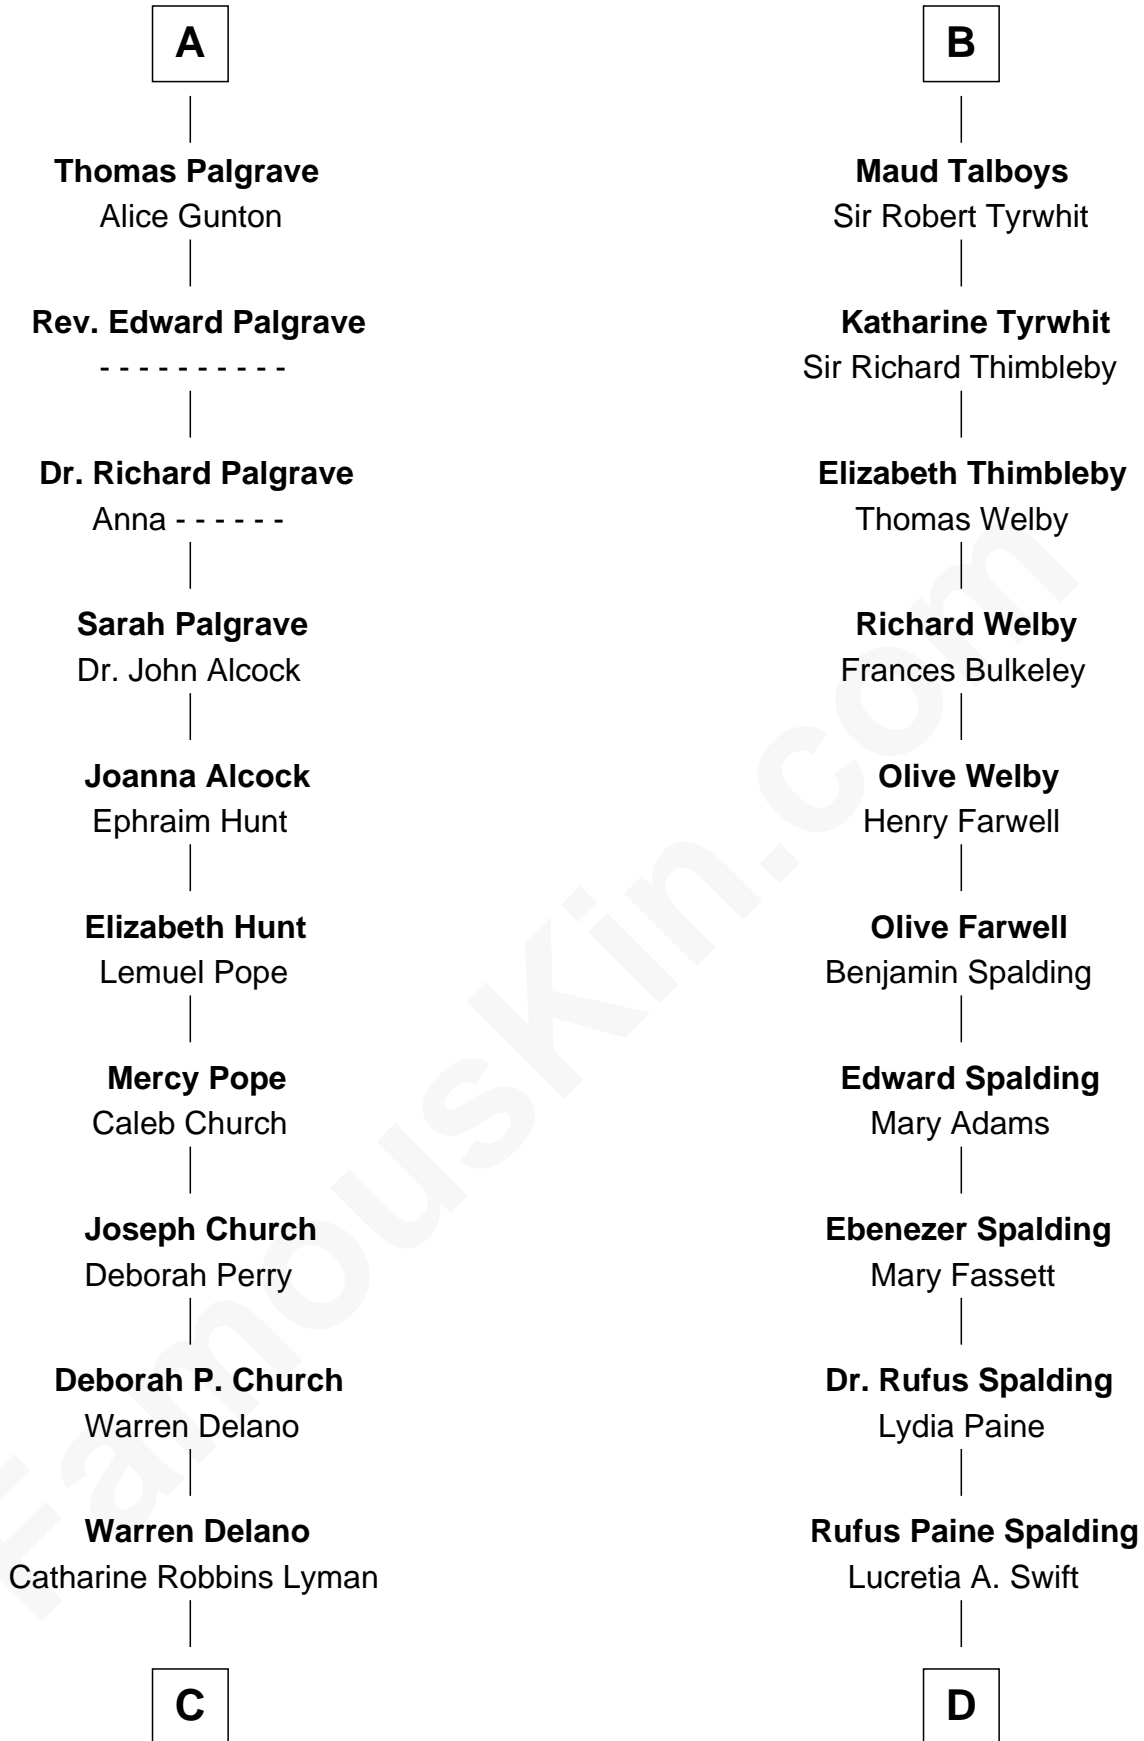 A
Thomas Palgrave
Alice Gunton
Rev. Edward Palgrave
- - - - - - - - - -
Dr. Richard Palgrave
Anna - - - - - -
Sarah Palgrave
Dr. John Alcock
Joanna Alcock
Ephraim Hunt
Elizabeth Hunt
Lemuel Pope
Mercy Pope
Caleb Church
Joseph Church
Deborah Perry
Deborah P. Church
Warren Delano
Warren Delano
Catharine Robbins Lyman
C
B
Maud Talboys
Sir Robert Tyrwhit
Katharine Tyrwhit
Sir Richard Thimbleby
Elizabeth Thimbleby
Thomas Welby
Richard Welby
Frances Bulkeley
Olive Welby
Henry Farwell
Olive Farwell
Benjamin Spalding
Edward Spalding
Mary Adams
Ebenezer Spalding
Mary Fassett
Dr. Rufus Spalding
Lydia Paine
Rufus Paine Spalding
Lucretia A. Swift
D
FamousKin.com